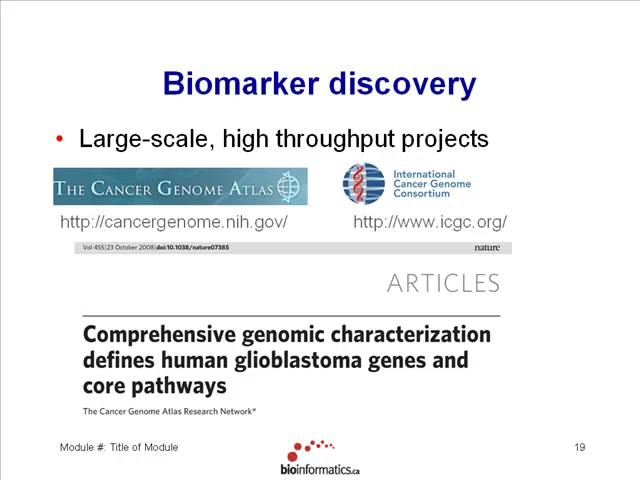 Biomarker discovery
• Large-scale, high throughput projects
THE CANCER GENOME ATLAS
International
Cancer Genome
Consortium
http://cancergenome.nih.gov/
http://www.icgc.org/
Vol 455|23 October 2008|doi:10.1038/nature07385
nature
ARTICLES
Comprehensive genomic characterization
defines human glioblastoma genes and
core pathways
The Cancer Genome Atlas Research Network*
Module #: Title of Module
bioinformatics.ca
19